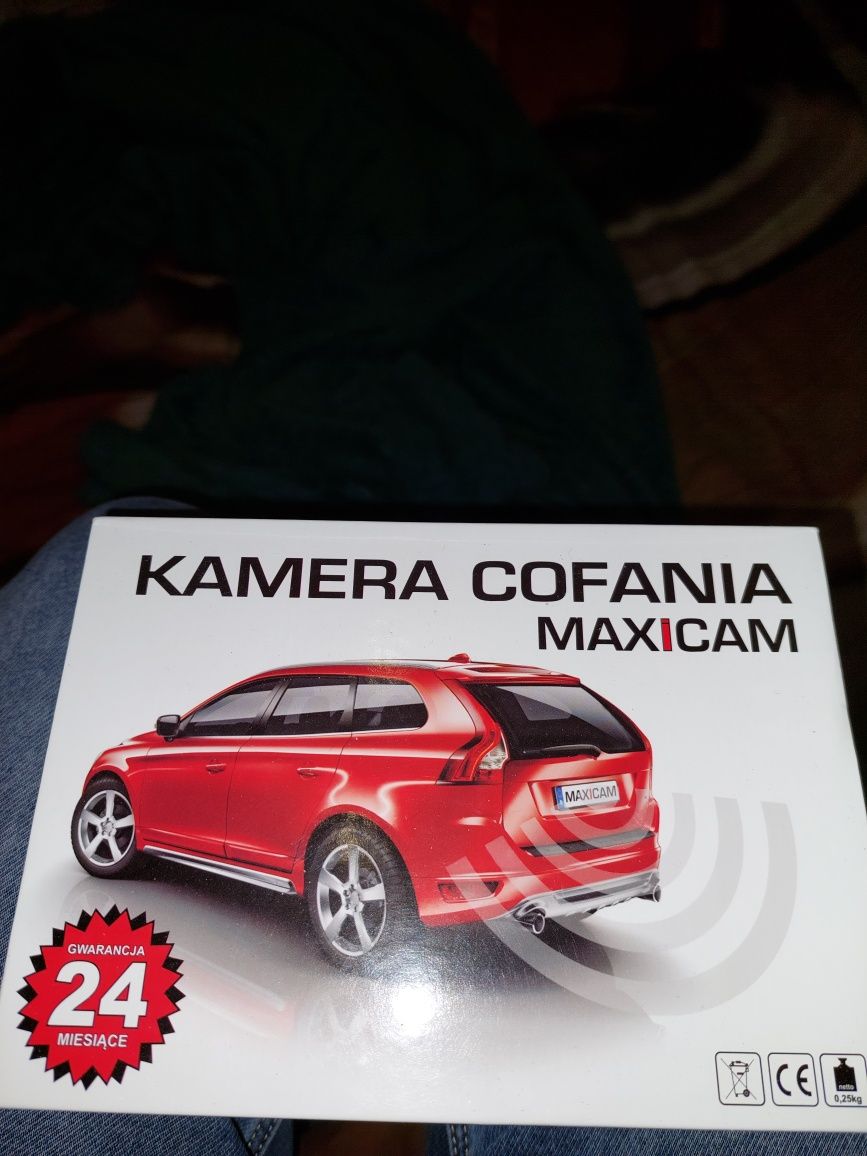 KAMERA COFANIA
MAXiCAM
MAXICAM
GWARANCJA
24
MIESIĄCE
CE
netto
0,25kg